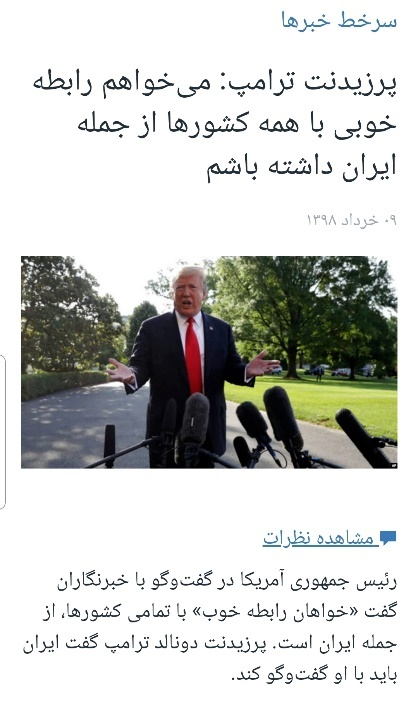 سرخط خبرها
پرزیدنت ترامپ: می‌خواهم رابطه
خوبی با همه کشورها از جمله
ایران داشته باشم
۰۹ خرداد ۱۳۹۸
مشاهده نظرات
رئیس جمهوری آمریکا در گفت‌وگو با خبرنگاران
گفت «خواهان رابطه خوب» با تمامی کشورها، از
جمله ایران است. پرزیدنت دونالد ترامپ گفت ایران
باید با او گفت‌وگو کند.